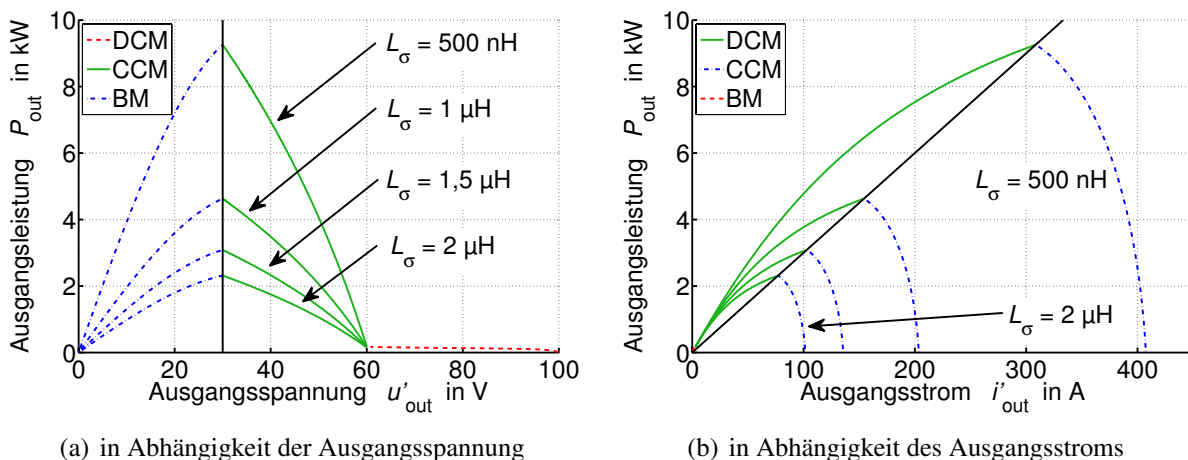 10
8
6
4
2
0
Ausgangsleistung P_out in kW
DCM
CCM
BM
L_σ = 500 nH
L_σ = 1 µH
L_σ = 1,5 µH
L_σ = 2 µH
0 20 40 60 80 100
Ausgangsspannung u'_out in V
(a) in Abhängigkeit der Ausgangsspannung
10
8
6
4
2
0
Ausgangsleistung P_out in kW
DCM
CCM
BM
L_σ = 500 nH
L_σ = 2 µH
0 100 200 300 400
Ausgangsstrom i'_out in A
(b) in Abhängigkeit des Ausgangsstroms